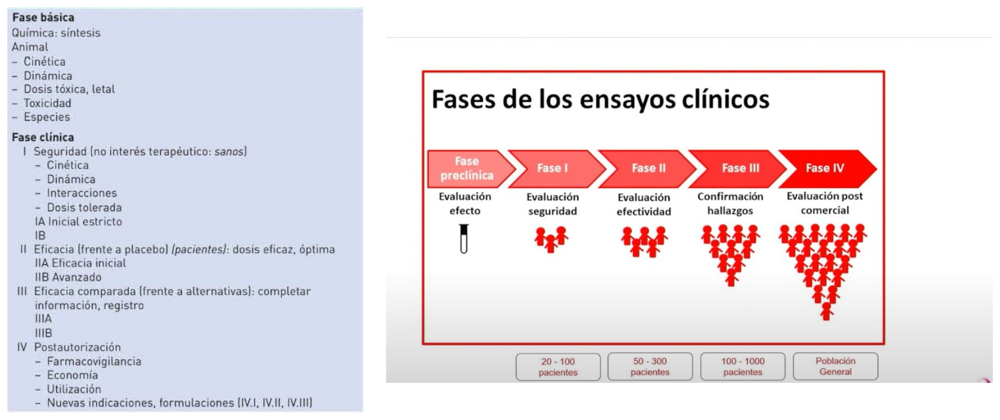 Fase básica
Química: síntesis
Animal
– Cinética
– Dinámica
– Dosis tóxica, letal
– Toxicidad
– Especies
Fase clínica
I Seguridad (no interés terapéutico: sanos)
– Cinética
– Dinámica
– Interacciones
– Dosis tolerada
IA Inicial estricto
IB
II Eficacia (frente a placebo) (pacientes): dosis eficaz, óptima
IIA Eficacia inicial
IIB Avanzado
III Eficacia comparada (frente a alternativas): completar
información, registro
IIIA
IIIB
IV Postautorización
– Farmacovigilancia
– Economía
– Utilización
– Nuevas indicaciones, formulaciones (IV.I, IV.II, IV.III)
Fases de los ensayos clínicos
Fase
preclínica
Fase I
Fase II
Fase III
Fase IV
Evaluación
efecto
Evaluación
seguridad
Evaluación
efectividad
Confirmación
hallazgos
Evaluación post
comercial
20 - 100
pacientes
50 - 300
pacientes
100 - 1000
pacientes
Población
General